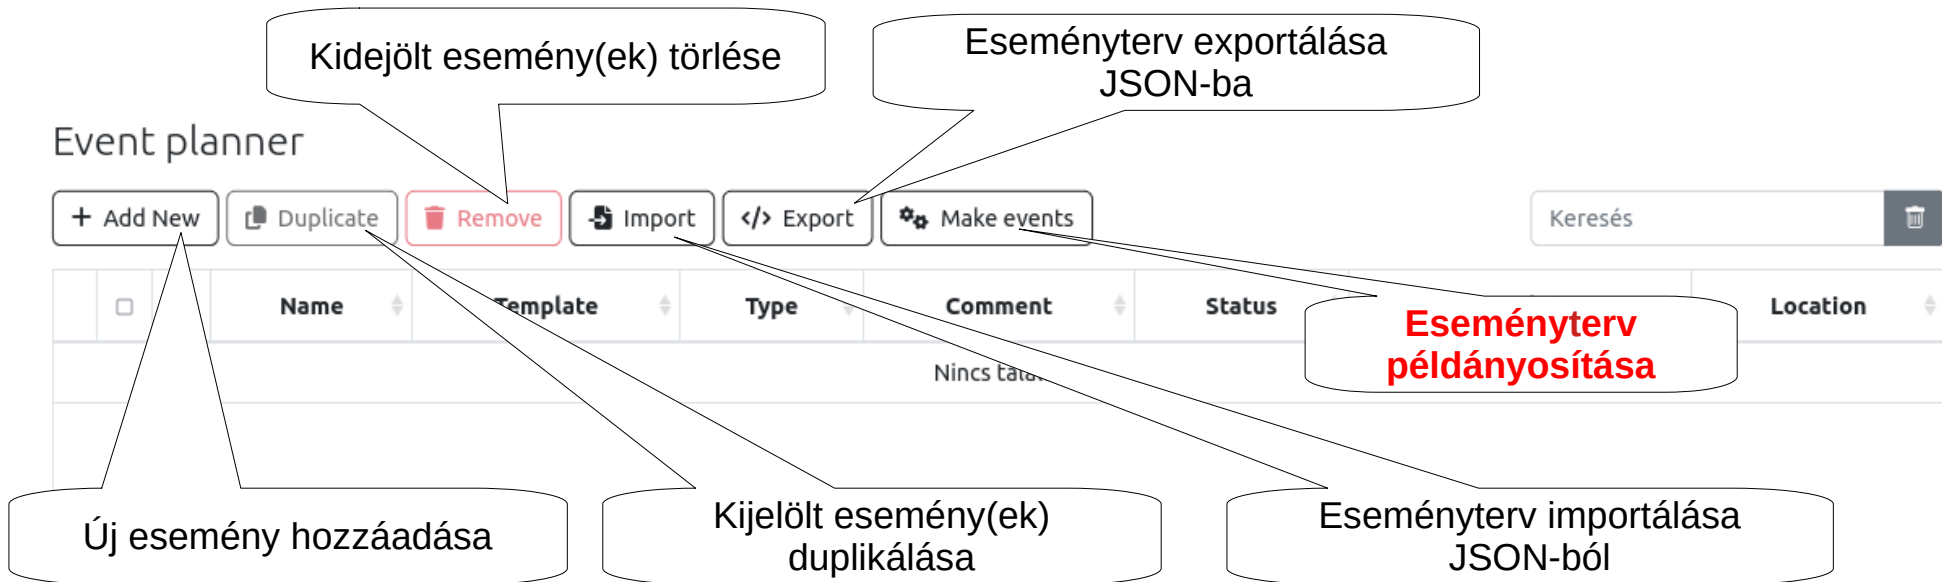 Kidejölt esemény(ek) törlése
Eseményterv exportálása
JSON-ba
Event planner
Add New
Duplicate
Remove
Import
Export
Make events
Keresés
Name
Template
Type
Comment
Status
Location
Eseményterv
példányosítása
Nincs
Új esemény hozzáadása
Kijelölt esemény(ek)
duplikálása
Eseményterv importálása
JSON-ból